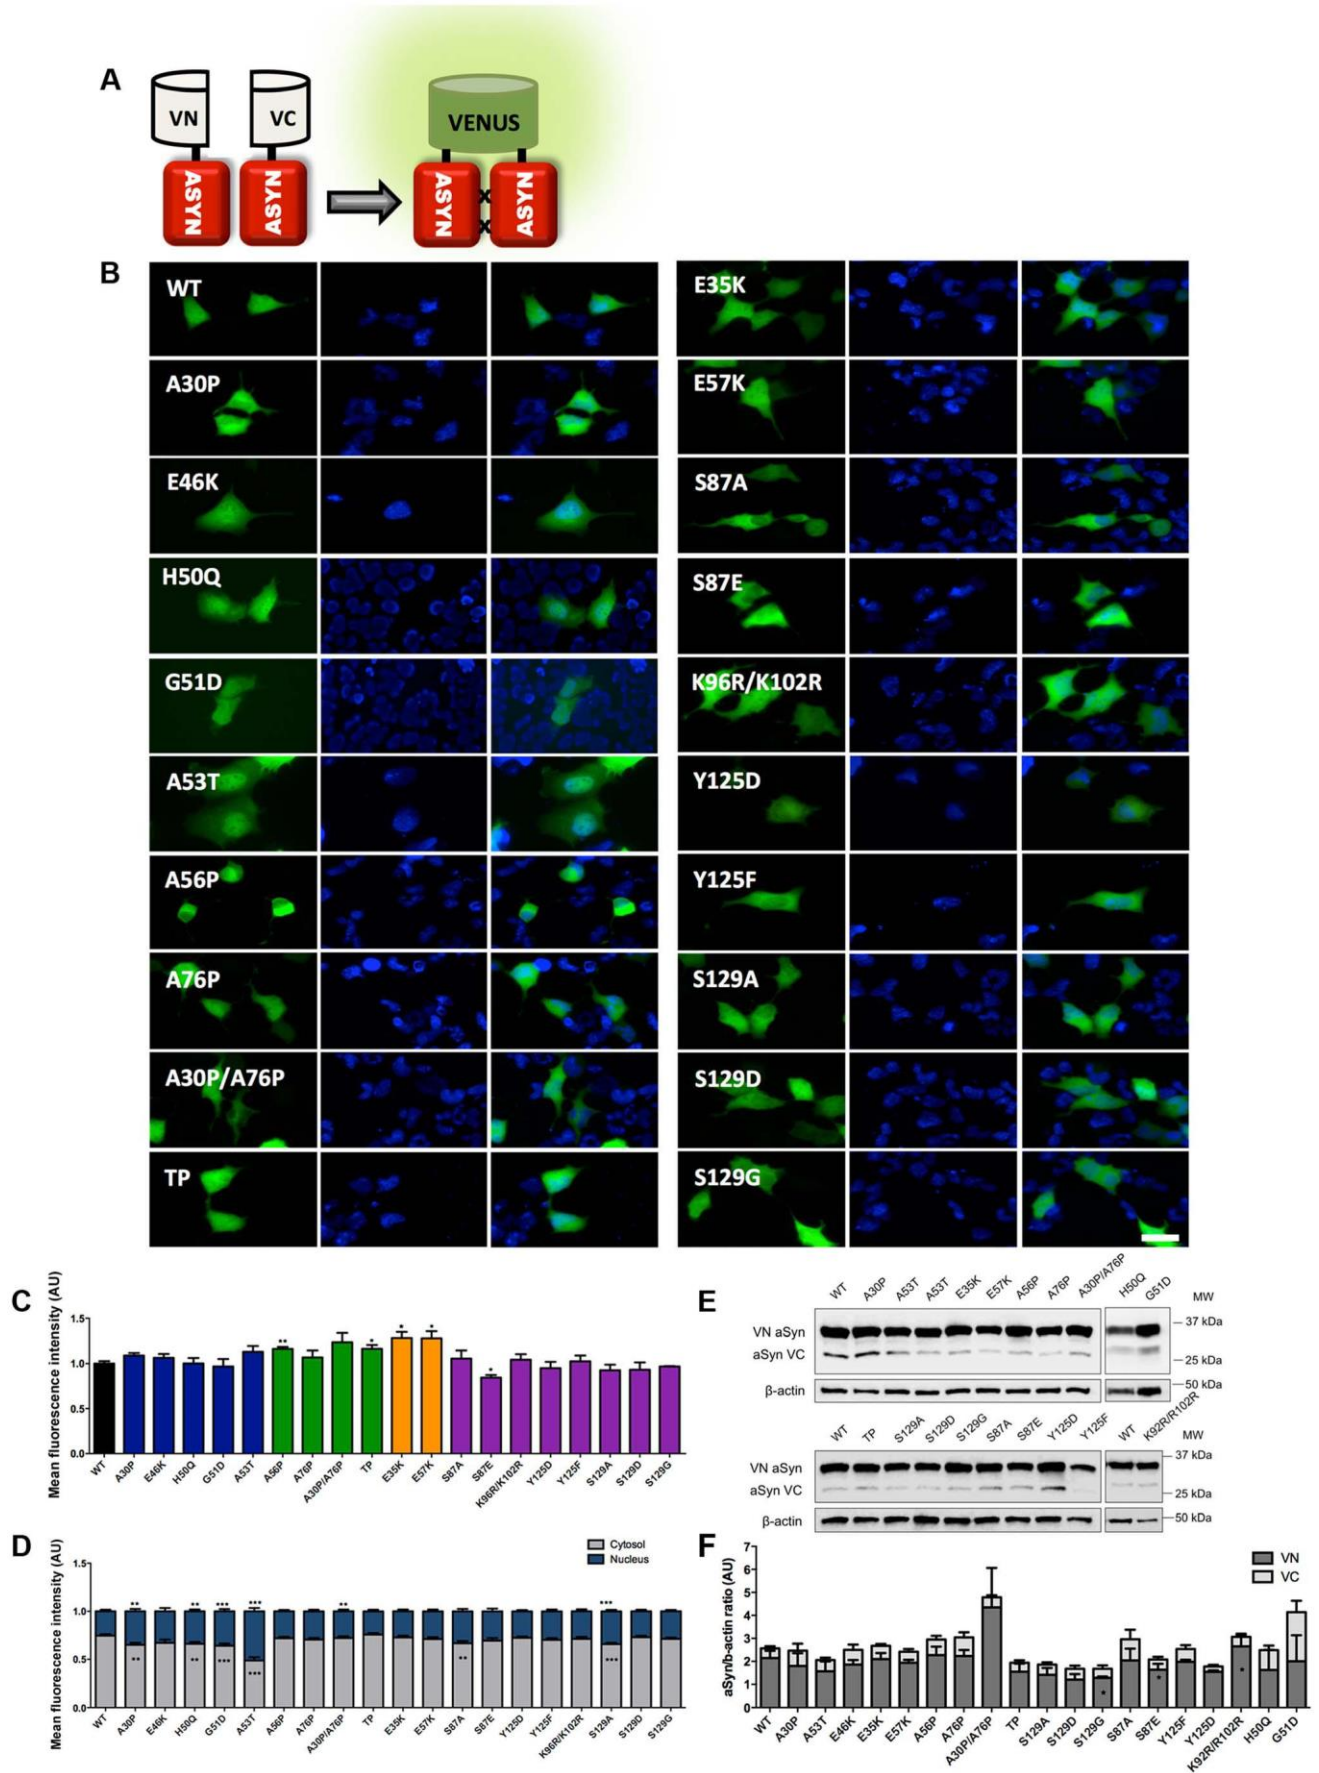 A
VN
VC
VENUS
ASYN
ASYN
ASYN
ASYN
x
x
B
WT
A30P
E46K
H50Q
G51D
A53T
A56P
A76P
A30P/A76P
TP
E35K
E57K
S87A
S87E
K96R/K102R
Y125D
Y125F
S129A
S129D
S129G
C
Mean fluorescence intensity (AU)
1.5
1.0
0.5
0.0
** * * * *
WT A30P E46K H50Q G51D A53T A56P A76P A30P/A76P TP E35K E57K S87A S87E K96R/K102R Y125D Y125F S129A S129D S129G
D
Mean fluorescence intensity (AU)
Cytosol
Nucleus
1.5
1.0
0.5
0.0
** ** *** *** ** ***
** ** *** *** ** ***
WT A30P E46K H50Q G51D A53T A56P A76P A30P/A76P TP E35K E57K S87A S87E Y125D Y125F K96R/K102R S129A S129D S129G
E
WT A30P A53T A53T E35K E57K A56P A76P A30P/A76P H50Q G51D MW
VN aSyn
aSyn VC
β-actin
37 kDa
25 kDa
50 kDa
WT TP S129A S129D S129G S87A S87E Y125D Y125F WT K92R/R102R MW
VN aSyn
aSyn VC
β-actin
37 kDa
25 kDa
50 kDa
F
aSyn/b-actin ratio (AU)
VN
VC
7
6
5
4
3
2
1
0
* * *
WT A30P A53T E46K E35K E57K A56P A76P A30P/A76P TP S129A S129D S129G S87A S87E Y125F Y125D K92R/R102R H50Q G51D